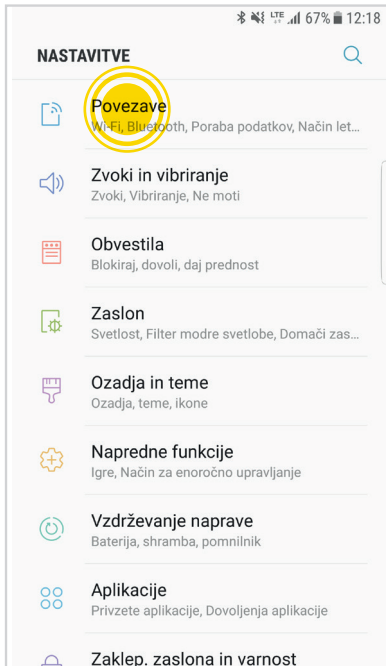 LTE 67% 12:18
NASTAVITVE
Povezave
Wi-Fi, Bluetooth, Poraba podatkov, Način let...
Zvoki in vibriranje
Zvoki, Vibriranje, Ne moti
Obvestila
Blokiraj, dovoli, daj prednost
Zaslon
Svetlost, Filter modre svetlobe, Domači zas...
Ozadja in teme
Ozadja, teme, ikone
Napredne funkcije
Igre, Način za enoročno upravljanje
Vzdrževanje naprave
Baterija, shramba, pomnilnik
Aplikacije
Privzete aplikacije, Dovoljenja aplikacije
Zaklep. zaslona in varnost